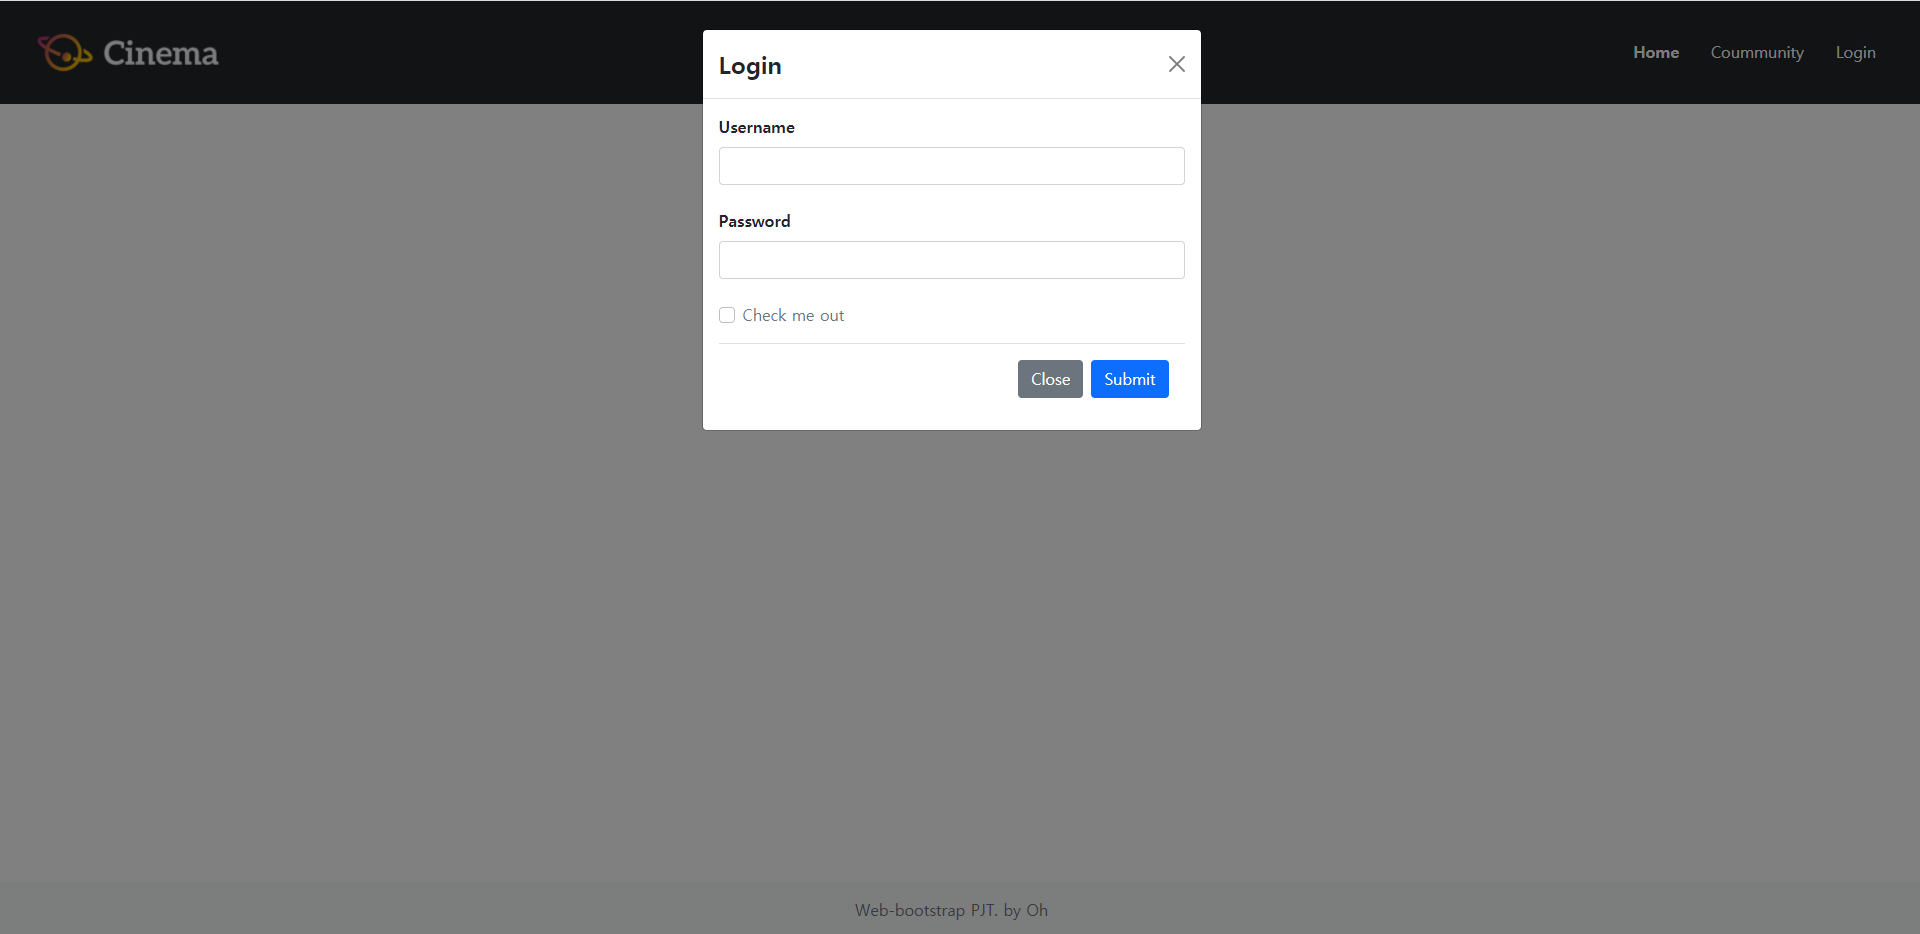 Cinema
Home Coummunity Login
Login
Username
Password
Check me out
Close Submit
Web-bootstrap PJT. by Oh